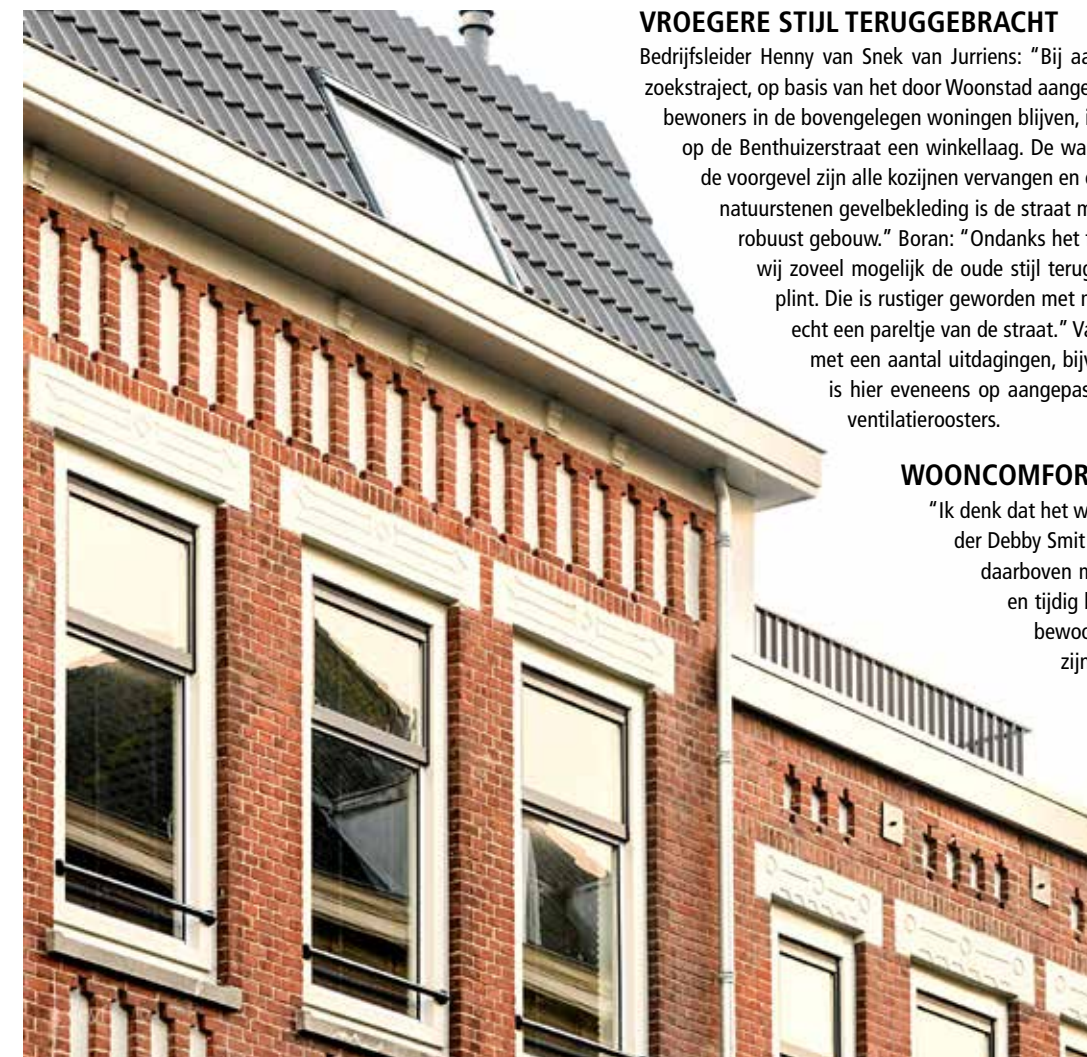 VROEGERE STIJL TERUGGEBRACHT
Bedrijfsleider Henny van Snek van Jurriens: “Bij aa
zoekstraject, op basis van het door Woonstad aange
bewoners in de bovengelegen woningen blijven, i
op de Benthuizerstraat een winkellaag. De wa
de voorgevel zijn alle kozijnen vervangen en
natuurstenen gevelbekleding is de straat m
robuust gebouw.” Boran: “Ondanks het
wij zoveel mogelijk de oude stijl terug
plint. Die is rustiger geworden met
echt een pareltje van de straat.” Va
met een aantal uitdagingen, bijv
is hier eveneens op aangepas
ventilatieroosters.
WOONCOMFOR
“Ik denk dat het w
der Debby Smit
daarboven m
en tijdig
bewoo
zijn